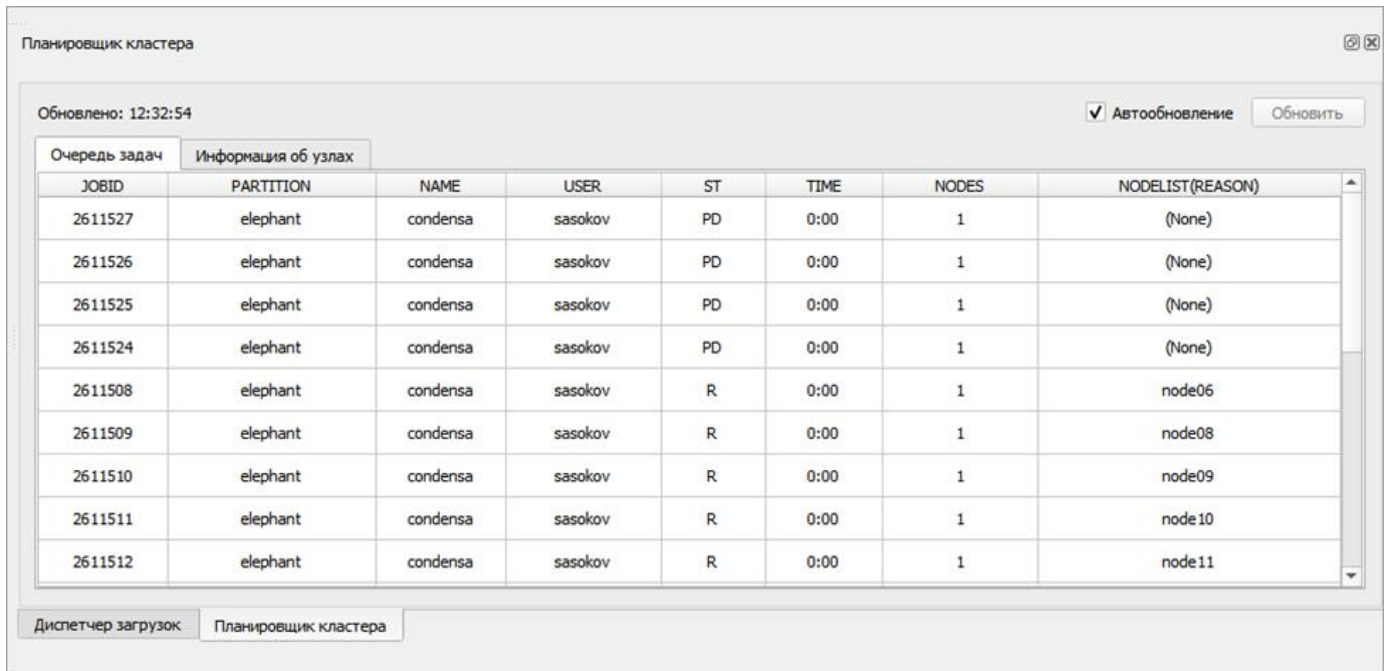 Планировщик кластера
Обновлено: 12:32:54 Автообновление Обновить
Очередь задач Информация об узлах
JOBID PARTITION NAME USER ST TIME NODES NODELIST(REASON)
2611527 elephant condensa sasokov PD 0:00 1 (None)
2611526 elephant condensa sasokov PD 0:00 1 (None)
2611525 elephant condensa sasokov PD 0:00 1 (None)
2611524 elephant condensa sasokov PD 0:00 1 (None)
2611508 elephant condensa sasokov R 0:00 1 node06
2611509 elephant condensa sasokov R 0:00 1 node08
2611510 elephant condensa sasokov R 0:00 1 node09
2611511 elephant condensa sasokov R 0:00 1 node10
2611512 elephant condensa sasokov R 0:00 1 node11
Диспетчер загрузок Планировщик кластера